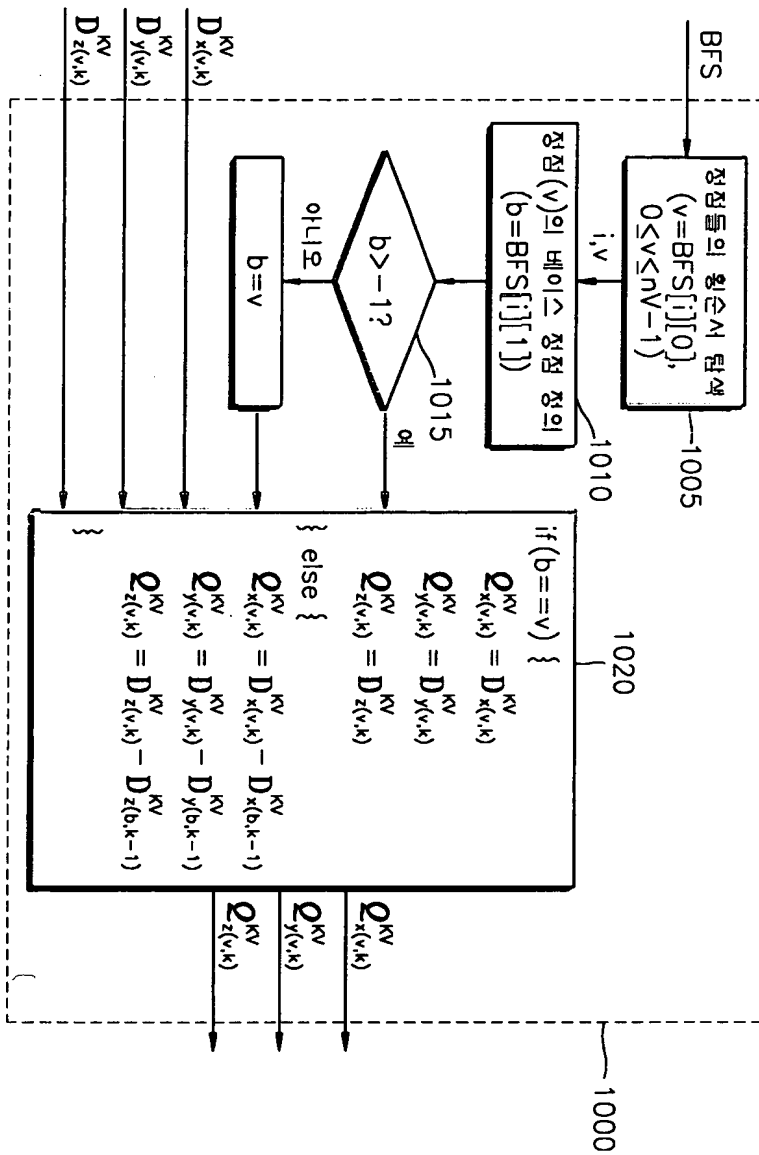 BFS
정점들의 횡순서 탐색
(v=BFS[i][0],
0≤v≤nV−1)
1005
i,v
정점(v)의 베이스 정점 정의
(b=BFS[i][1])
1010
b>−1?
1015
예
아니오
b=v
D^KV_x(v,k)
D^KV_y(v,k)
D^KV_z(v,k)
1020
if(b==v) {
Q^KV_x(v,k) = D^KV_x(v,k)
Q^KV_y(v,k) = D^KV_y(v,k)
Q^KV_z(v,k) = D^KV_z(v,k)
} else {
Q^KV_x(v,k) = D^KV_x(v,k) − D^KV_x(b,k−1)
Q^KV_y(v,k) = D^KV_y(v,k) − D^KV_y(b,k−1)
Q^KV_z(v,k) = D^KV_z(v,k) − D^KV_z(b,k−1)
}
Q^KV_x(v,k)
Q^KV_y(v,k)
Q^KV_z(v,k)
1000